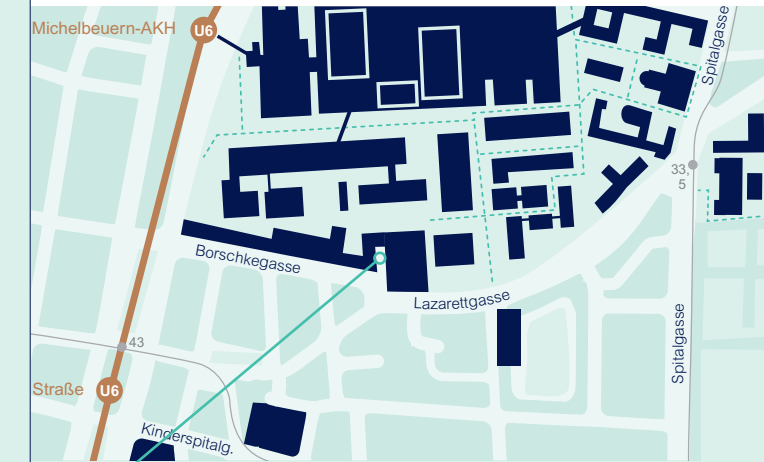 Michelbeuern-AKH
U6
Spitalgasse
33,
5
Borschkegasse
Lazarettgasse
Spitalgasse
43
Straße
U6
Kinderspitalg.